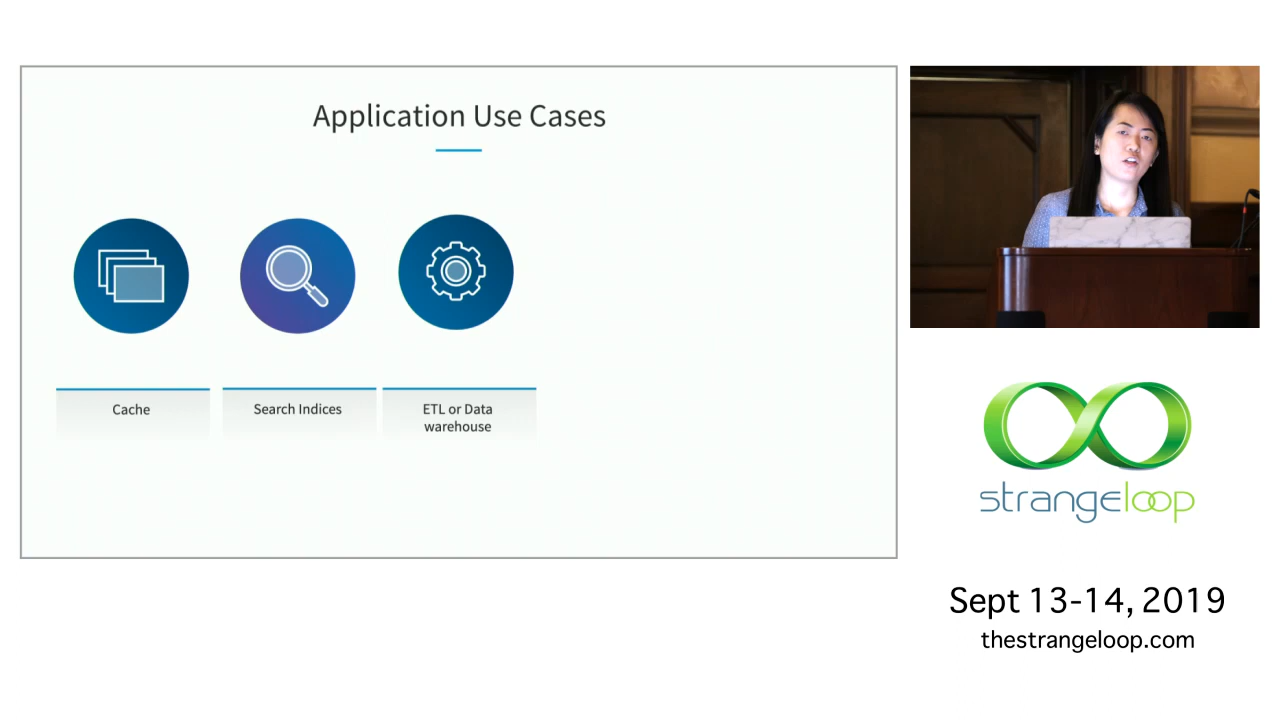 Application Use Cases
Cache
Search Indices
ETL or Data
warehouse
strangeloop
Sept 13-14, 2019
thestrangeloop.com